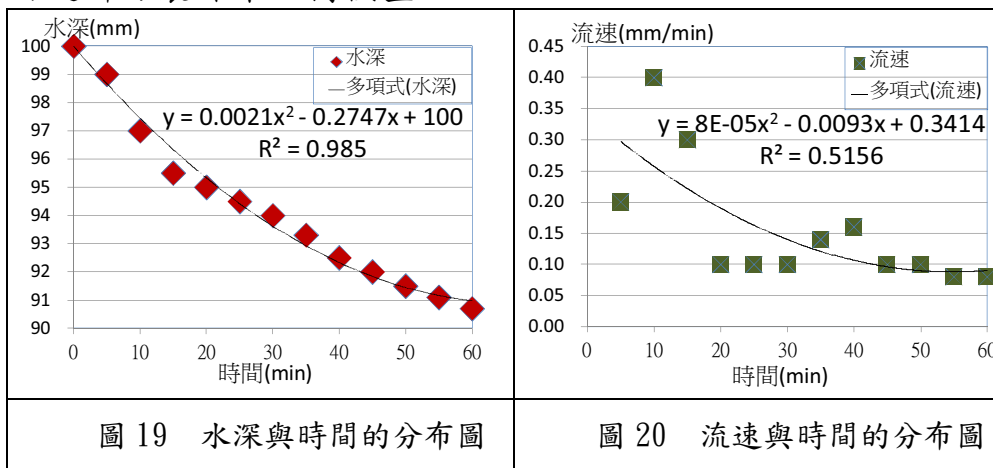 水深(mm)
100
99
98
97
96
95
94
93
92
91
90
◆水深
—多項式(水深)
y = 0.0021x² - 0.2747x + 100
R² = 0.985
0 10 20 30 40 50 60
時間(min)
流速(mm/min)
0.45
0.40
0.35
0.30
0.25
0.20
0.15
0.10
0.05
0.00
流速
—多項式(流速)
y = 8E-05x² - 0.0093x + 0.3414
R² = 0.5156
0 10 20 30 40 50 60
時間(min)
圖 19 水深與時間的分布圖
圖 20 流速與時間的分布圖